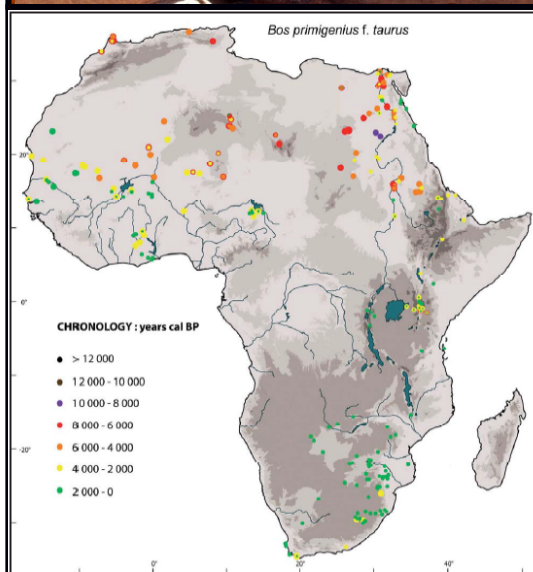 Bos primigenius f. taurus
20°
0°
CHRONOLOGY : years cal BP
> 12 000
12 000 - 10 000
10 000 - 8 000
8 000 - 6 000
6 000 - 4 000
4 000 - 2 000
2 000 - 0
-20°
0°
20°
40°